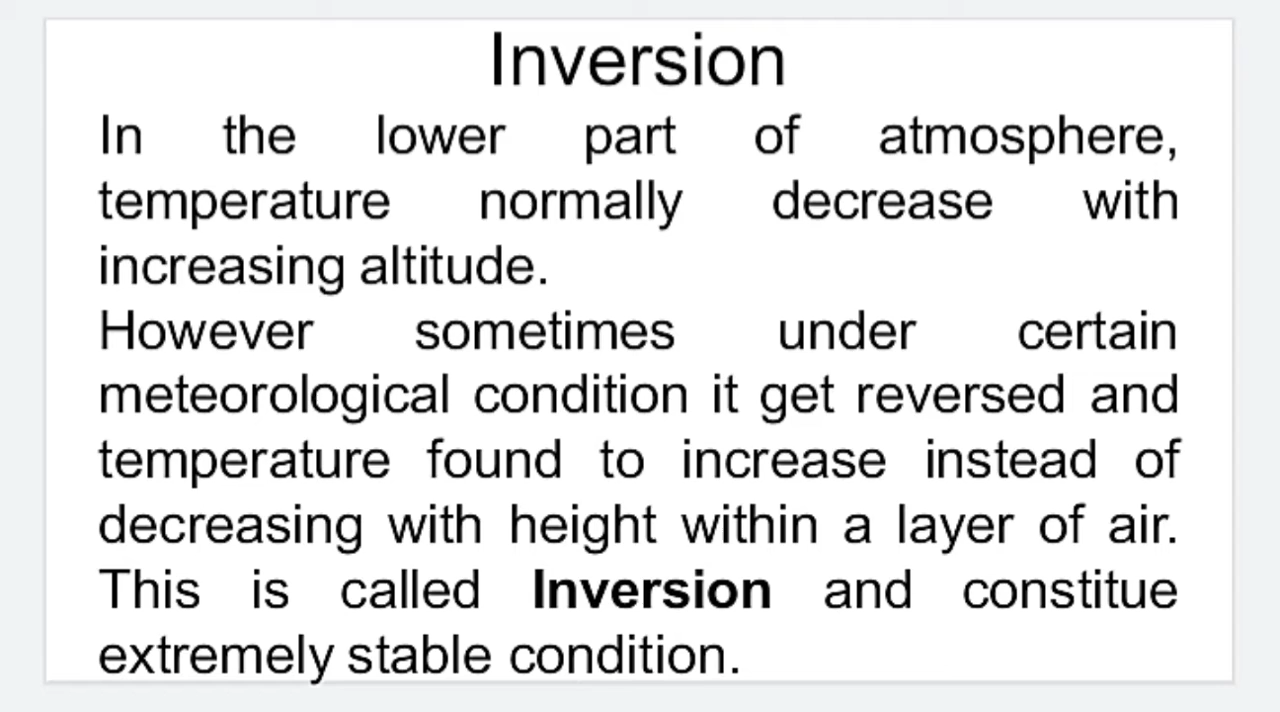 Inversion
In the lower part of atmosphere,
temperature normally decrease with
increasing altitude.
However sometimes under certain
meteorological condition it get reversed and
temperature found to increase instead of
decreasing with height within a layer of air.
This is called Inversion and constitue
extremely stable condition.